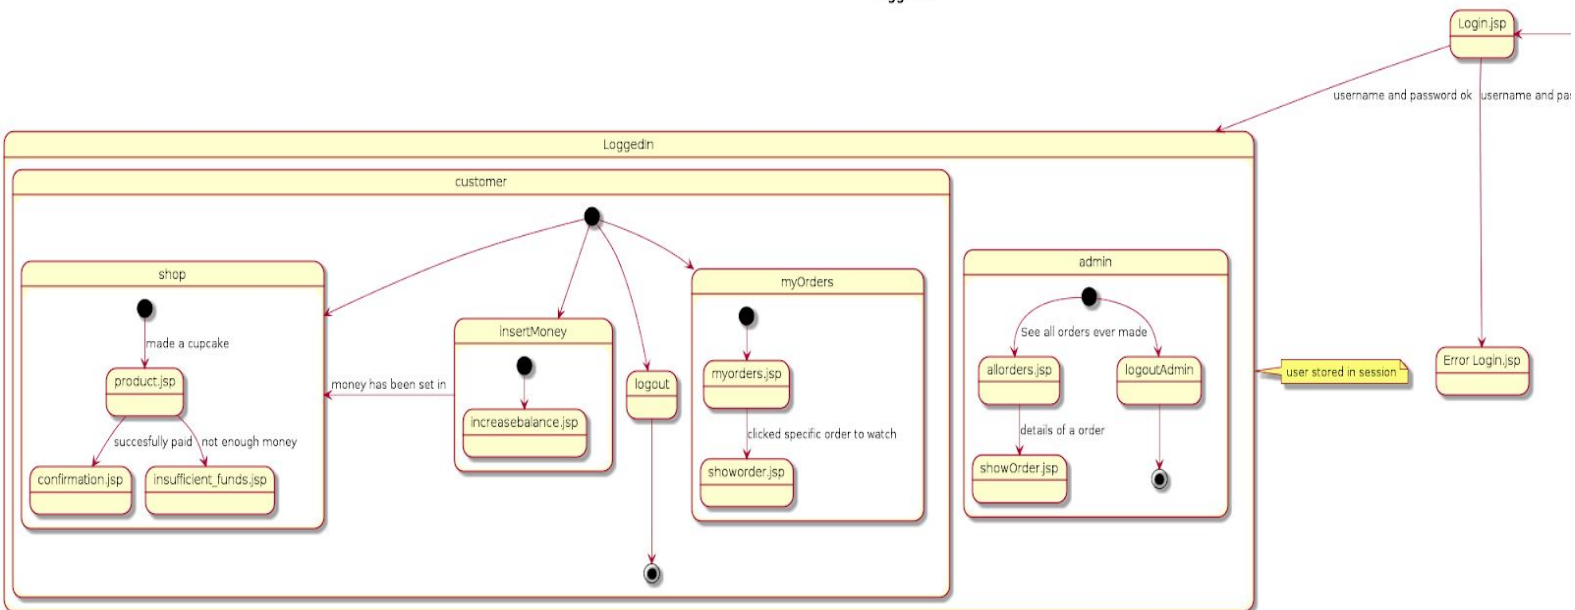 Login.jsp
username and password ok
username and
LoggedIn
customer
shop
made a cupcake
product.jsp
succesfully paid
not enough money
confirmation.jsp
insufficient_funds.jsp
money has been set in
insertMoney
increasebalance.jsp
logout
myOrders
myorders.jsp
clicked specific order to watch
showorder.jsp
admin
See all orders ever made
allorders.jsp
logoutAdmin
details of a order
showOrder.jsp
user stored in session
Error Login.jsp